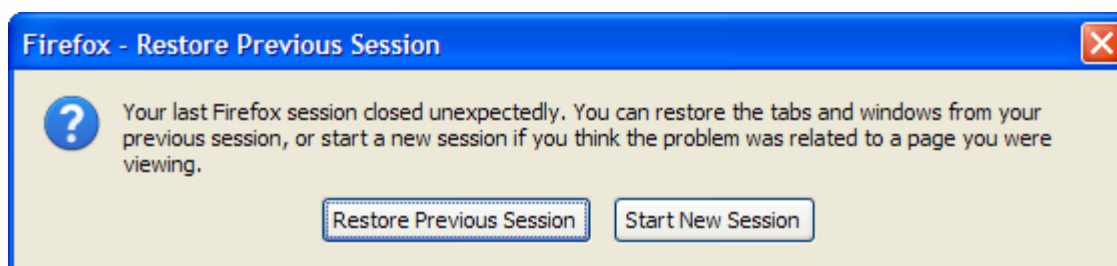 Firefox - Restore Previous Session
Your last Firefox session closed unexpectedly. You can restore the tabs and windows from your
previous session, or start a new session if you think the problem was related to a page you were
viewing.
Restore Previous Session Start New Session